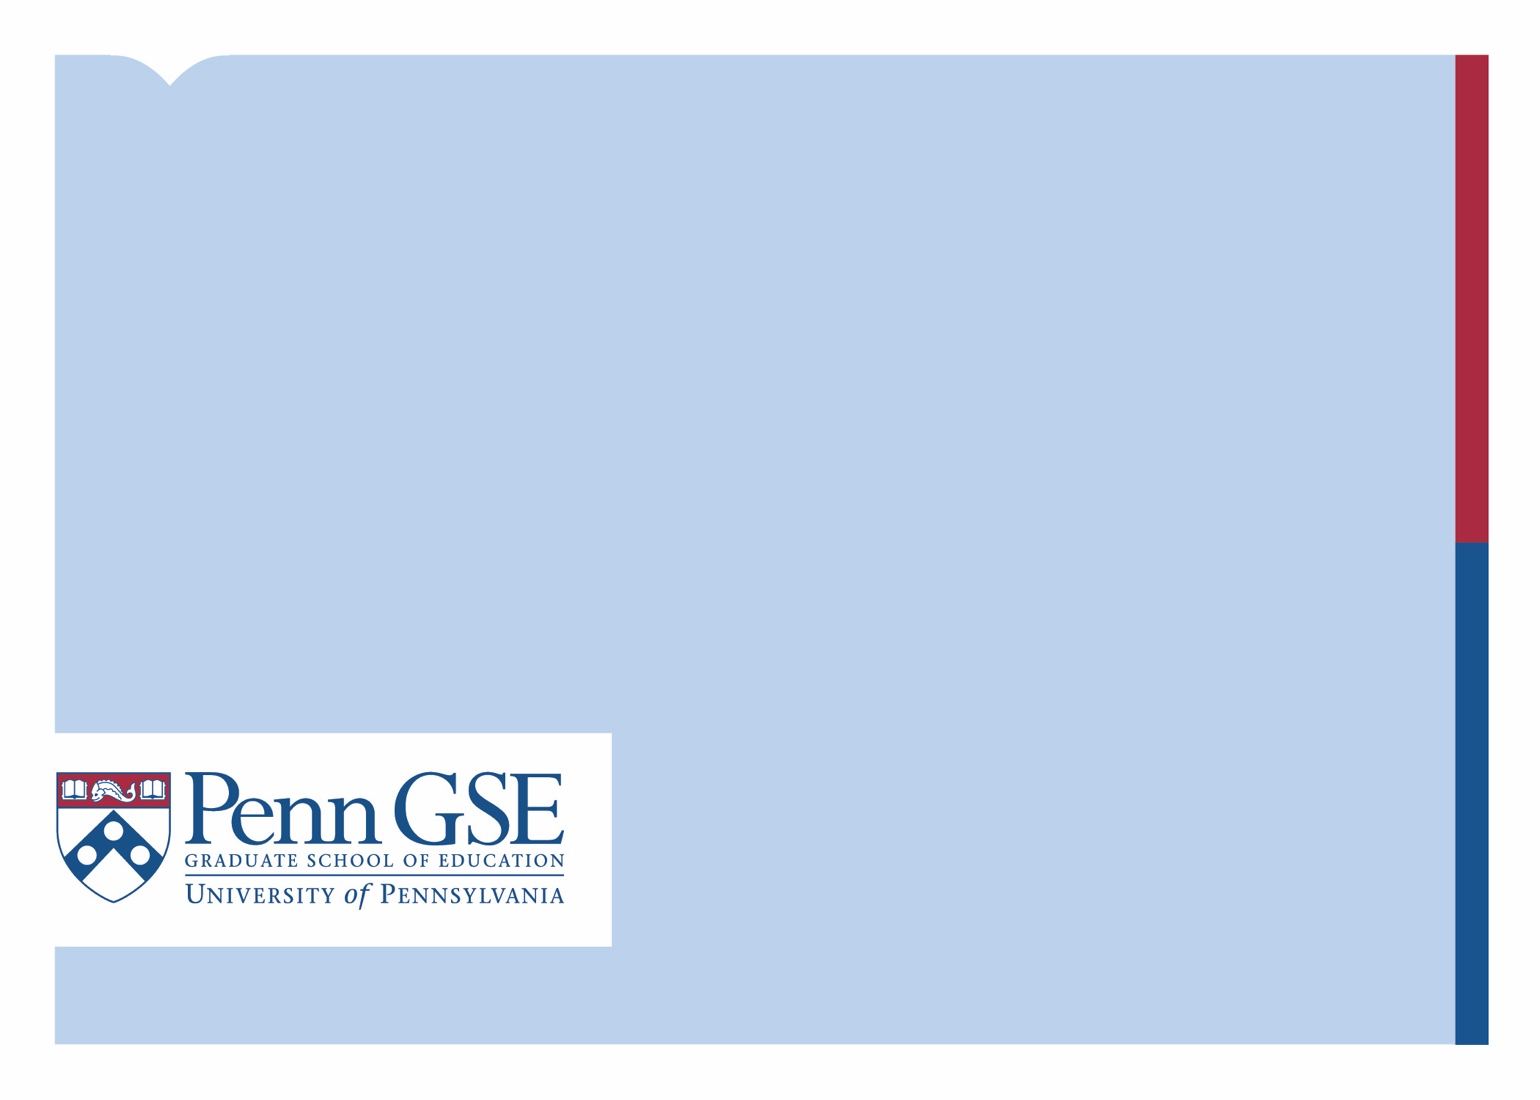 Penn GSE
GRADUATE SCHOOL OF EDUCATION
UNIVERSITY of PENNSYLVANIA